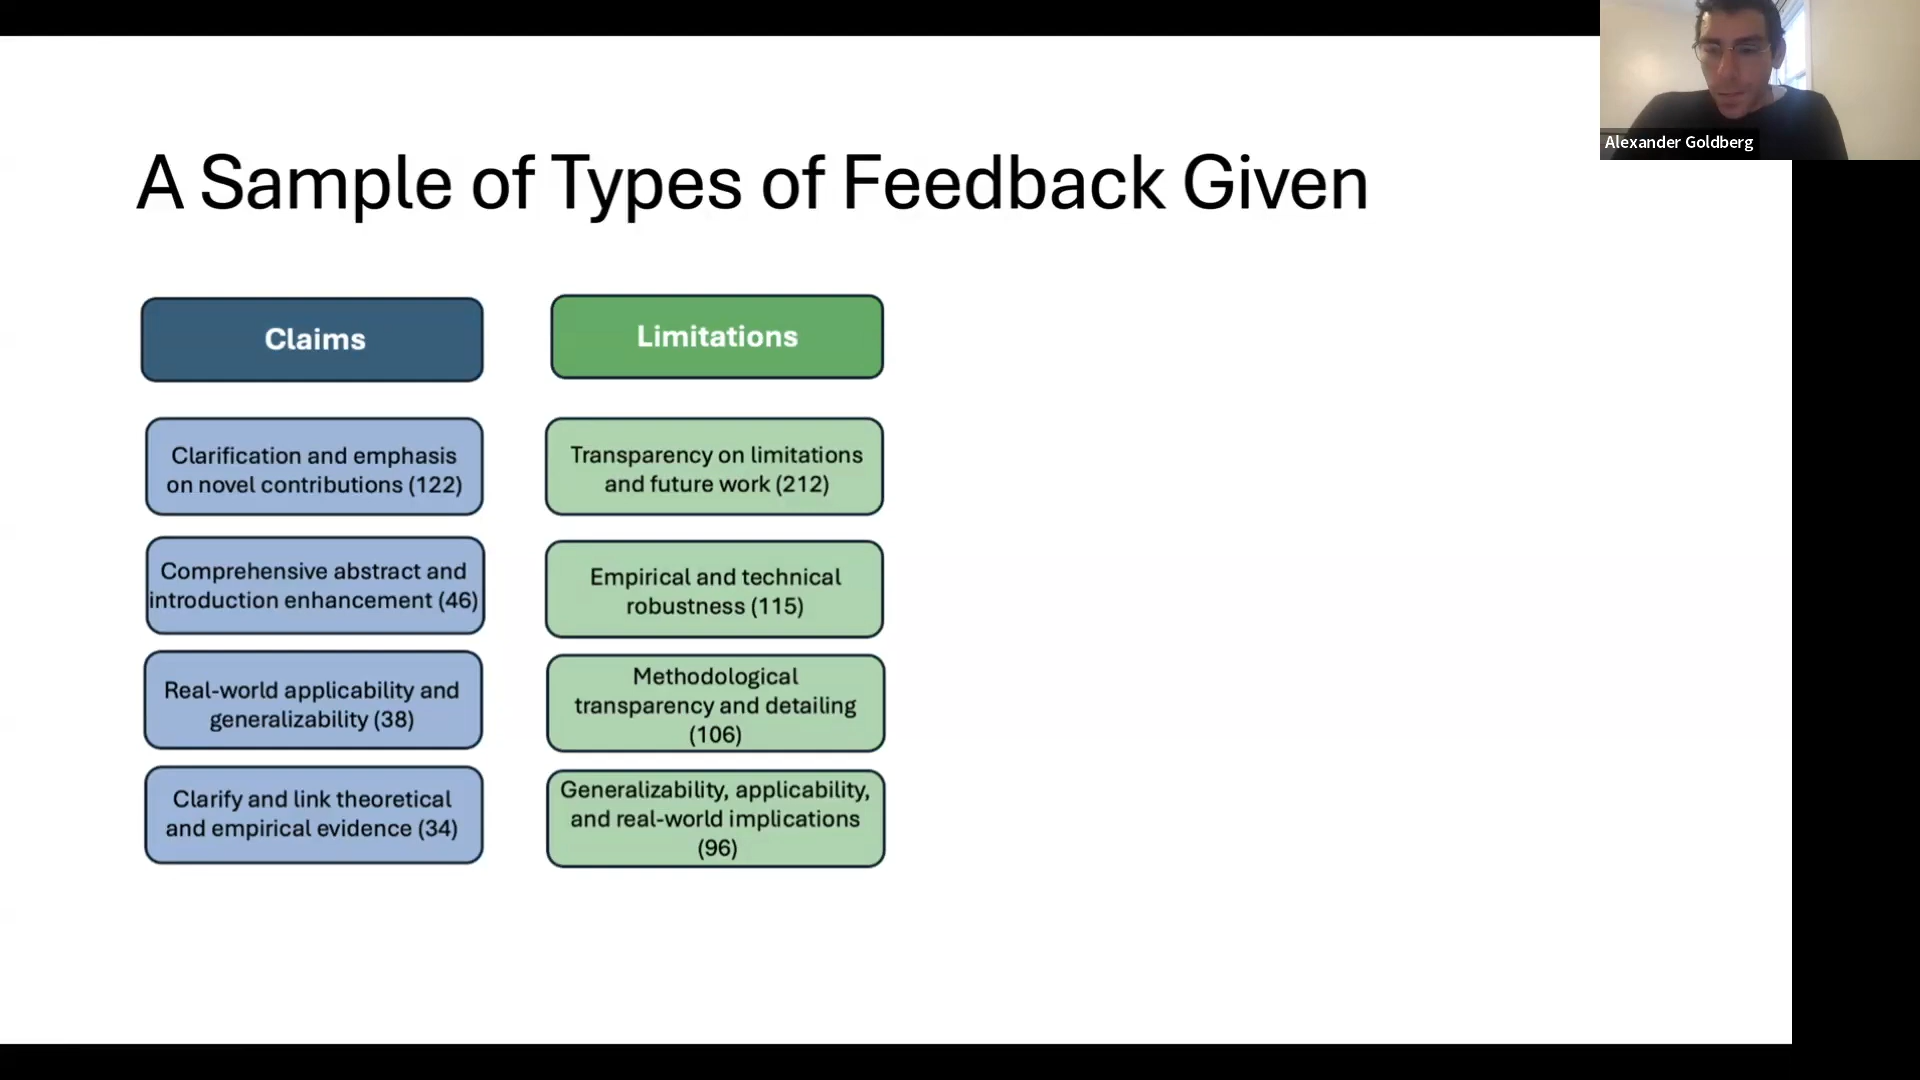 Alexander Goldberg
A Sample of Types of Feedback Given
Claims
Clarification and emphasis
on novel contributions (122)
Comprehensive abstract and
introduction enhancement (46)
Real-world applicability and
generalizability (38)
Clarify and link theoretical
and empirical evidence (34)
Limitations
Transparency on limitations
and future work (212)
Empirical and technical
robustness (115)
Methodological
transparency and detailing
(106)
Generalizability, applicability,
and real-world implications
(96)